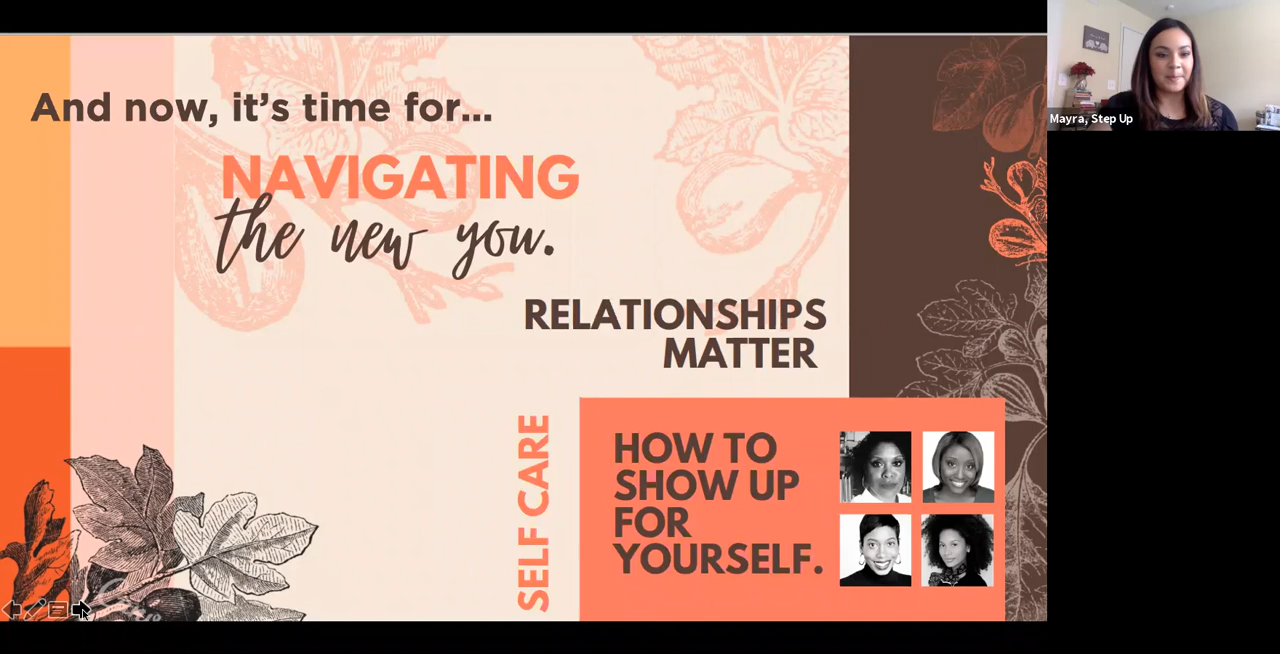 And now, it's time for...
NAVIGATING
the new you.
RELATIONSHIPS
MATTER
SELF CARE
HOW TO
SHOW UP
FOR
YOURSELF.
Mayra, Step Up